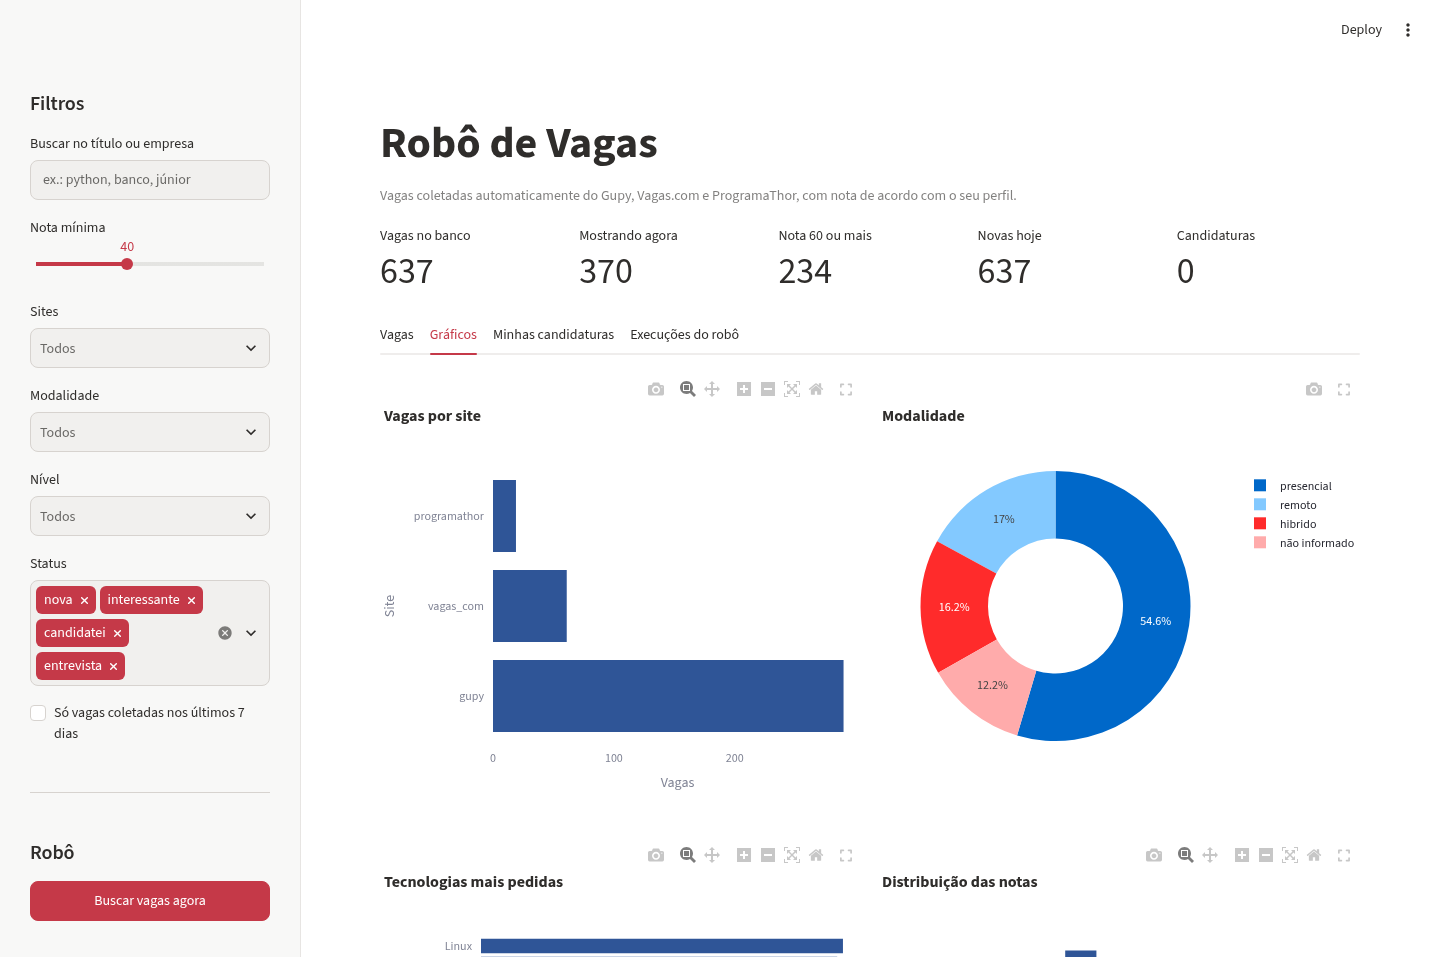 Deploy
Filtros
Buscar no título ou empresa
ex.: python, banco, júnior
Nota mínima
40
Sites
Todos
Modalidade
Todos
Nível
Todos
Status
nova
interessante
candidatei
entrevista
Só vagas coletadas nos últimos 7
dias
Robô
Buscar vagas agora
Robô de Vagas
Vagas coletadas automaticamente do Gupy, Vagas.com e ProgramaThor, com nota de acordo com o seu perfil.
Vagas no banco
637
Mostrando agora
370
Nota 60 ou mais
234
Novas hoje
637
Candidaturas
0
Vagas
Gráficos
Minhas candidaturas
Execuções do robô
Vagas por site
Site
programathor
vagas_com
gupy
0 100 200
Vagas
Modalidade
17%
16.2%
54.6%
12.2%
presencial
remoto
hibrido
não informado
Tecnologias mais pedidas
Linux
Distribuição das notas